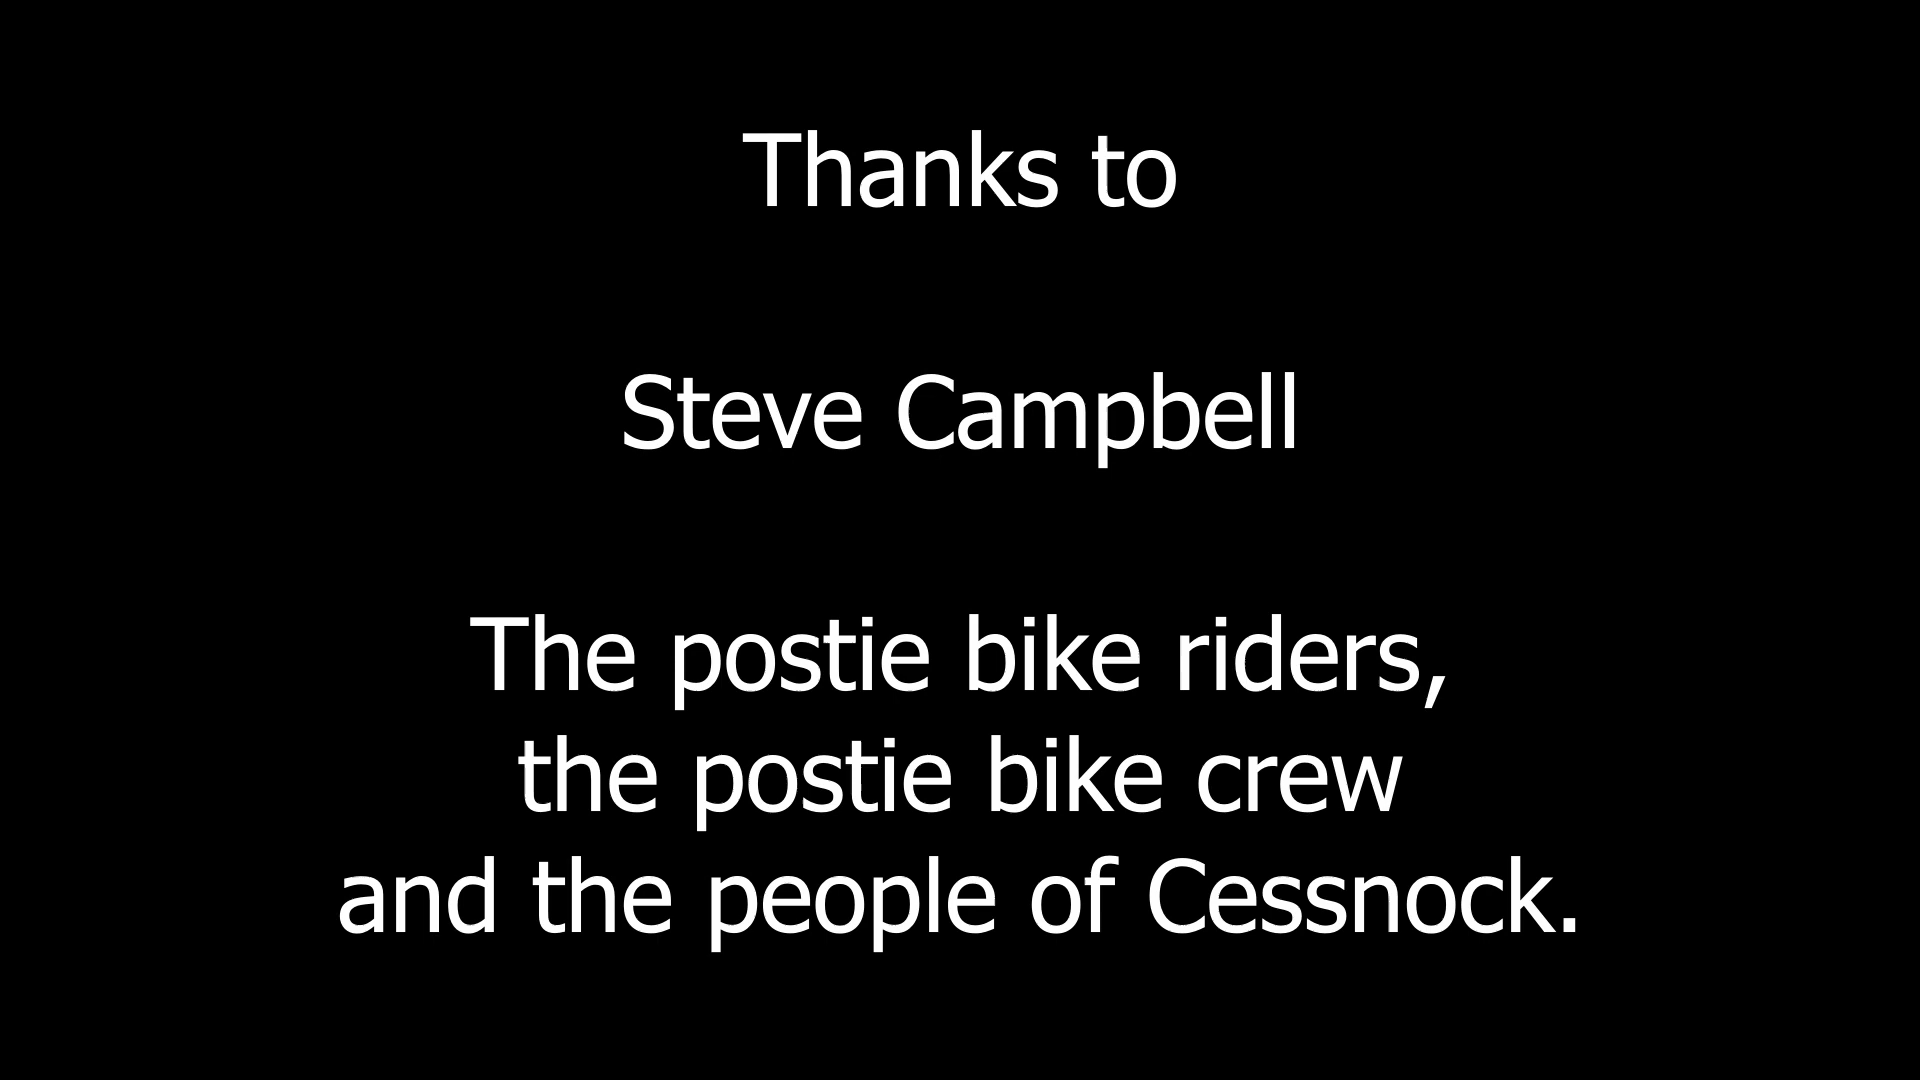 Thanks to
Steve Campbell
The postie bike riders,
the postie bike crew
and the people of Cessnock.